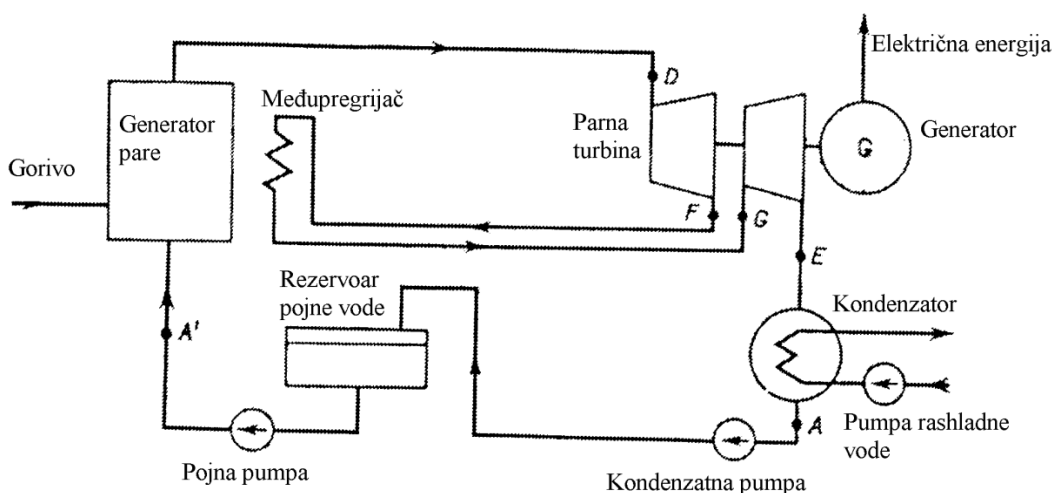 Električna energija
D
Međupregrijač
Generator
pare
Parna
turbina
Generator
G
Gorivo
F
G
E
Rezervoar
pojne vode
Kondenzator
A'
A
Pumpa rashladne
vode
Pojna pumpa
Kondenzatna pumpa